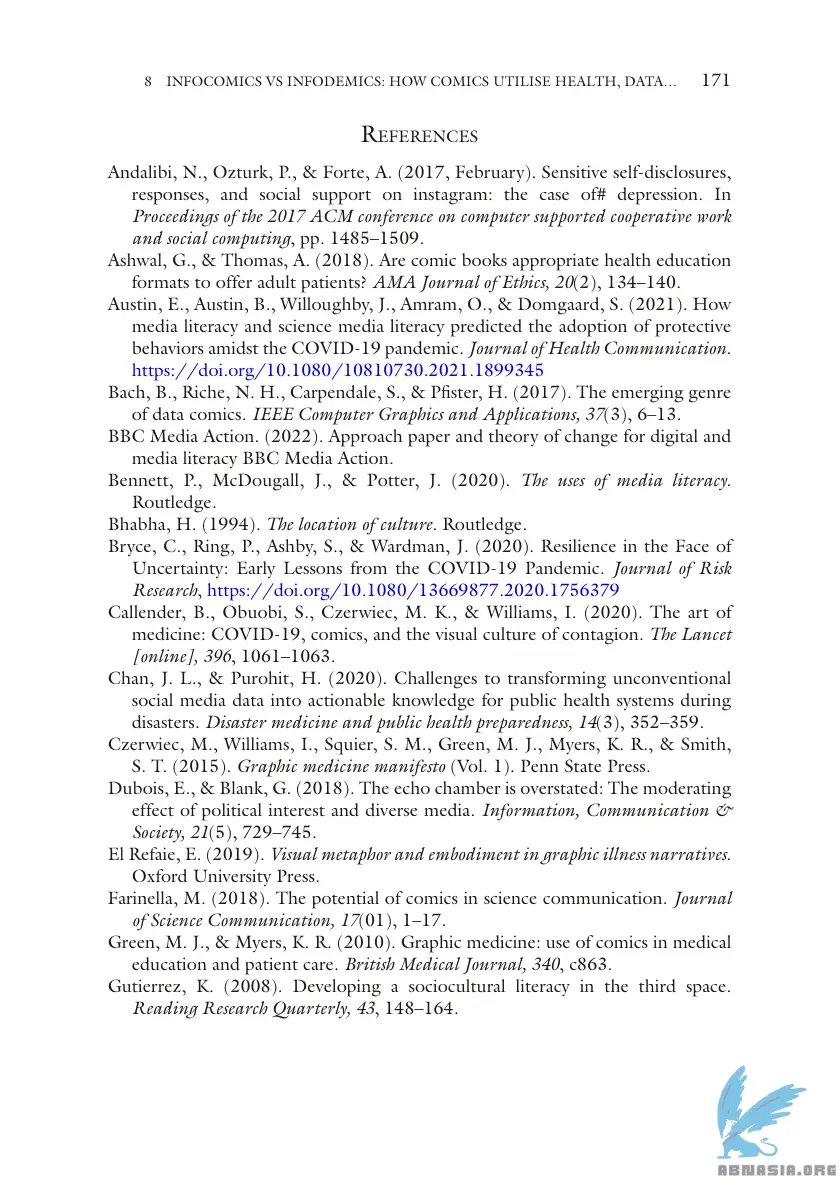 8 INFOCOMICS VS INFODEMICS: HOW COMICS UTILISE HEALTH, DATA… 171
REFERENCES
Andalibi, N., Ozturk, P., & Forte, A. (2017, February). Sensitive self-disclosures,
responses, and social support on instagram: the case of# depression. In
Proceedings of the 2017 ACM conference on computer supported cooperative work
and social computing, pp. 1485–1509.
Ashwal, G., & Thomas, A. (2018). Are comic books appropriate health education
formats to offer adult patients? AMA Journal of Ethics, 20(2), 134–140.
Austin, E., Austin, B., Willoughby, J., Amram, O., & Domgaard, S. (2021). How
media literacy and science media literacy predicted the adoption of protective
behaviors amidst the COVID-19 pandemic. Journal of Health Communication.
https://doi.org/10.1080/10810730.2021.1899345
Bach, B., Riche, N. H., Carpendale, S., & Pfister, H. (2017). The emerging genre
of data comics. IEEE Computer Graphics and Applications, 37(3), 6–13.
BBC Media Action. (2022). Approach paper and theory of change for digital and
media literacy BBC Media Action.
Bennett, P., McDougall, J., & Potter, J. (2020). The uses of media literacy.
Routledge.
Bhabha, H. (1994). The location of culture. Routledge.
Bryce, C., Ring, P., Ashby, S., & Wardman, J. (2020). Resilience in the Face of
Uncertainty: Early Lessons from the COVID-19 Pandemic. Journal of Risk
Research, https://doi.org/10.1080/13669877.2020.1756379
Callender, B., Obuobi, S., Czerwiec, M. K., & Williams, I. (2020). The art of
medicine: COVID-19, comics, and the visual culture of contagion. The Lancet
[online], 396, 1061–1063.
Chan, J. L., & Purohit, H. (2020). Challenges to transforming unconventional
social media data into actionable knowledge for public health systems during
disasters. Disaster medicine and public health preparedness, 14(3), 352–359.
Czerwiec, M., Williams, I., Squier, S. M., Green, M. J., Myers, K. R., & Smith,
S. T. (2015). Graphic medicine manifesto (Vol. 1). Penn State Press.
Dubois, E., & Blank, G. (2018). The echo chamber is overstated: The moderating
effect of political interest and diverse media. Information, Communication &
Society, 21(5), 729–745.
El Refaie, E. (2019). Visual metaphor and embodiment in graphic illness narratives.
Oxford University Press.
Farinella, M. (2018). The potential of comics in science communication. Journal
of Science Communication, 17(01), 1–17.
Green, M. J., & Myers, K. R. (2010). Graphic medicine: use of comics in medical
education and patient care. British Medical Journal, 340, c863.
Gutierrez, K. (2008). Developing a sociocultural literacy in the third space.
Reading Research Quarterly, 43, 148–164.
ABNASIA.ORG